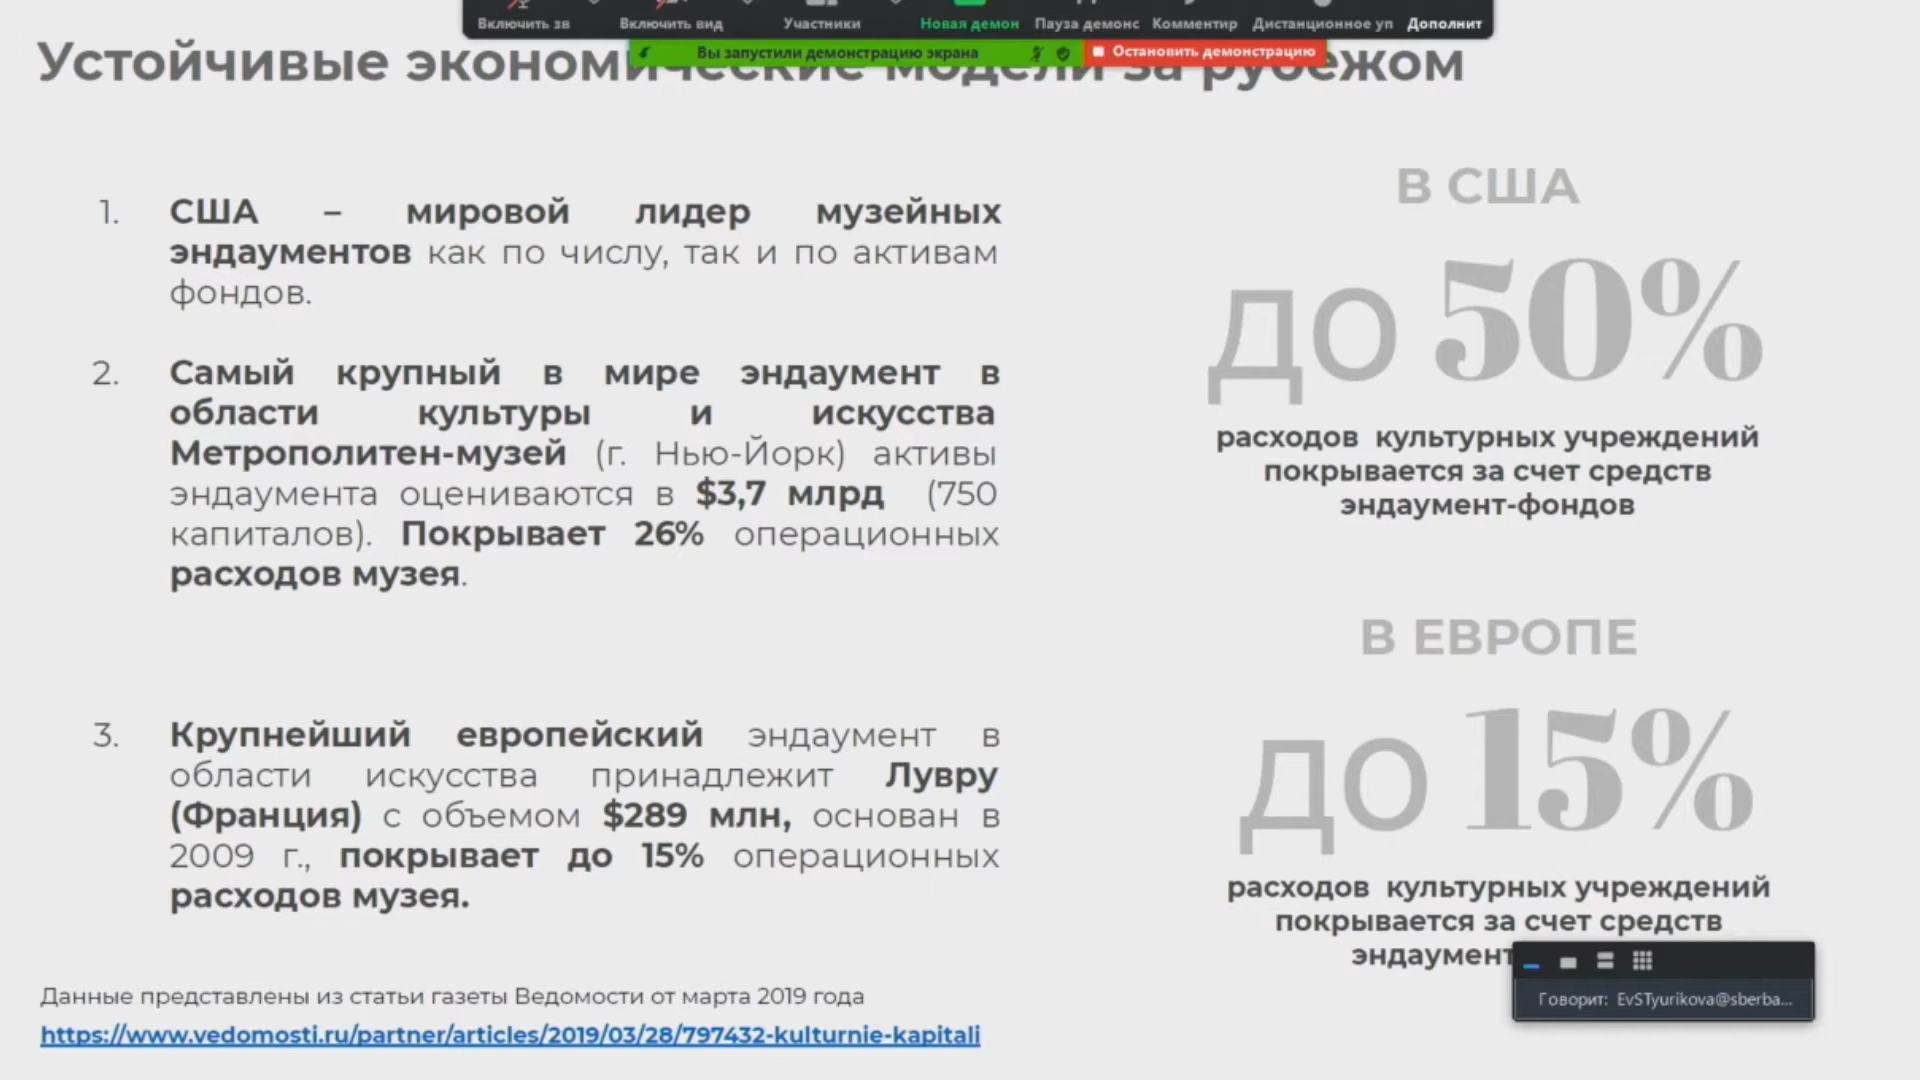 Включить зв
Включить вид
Участники
Новая демон
Пауза демонс
Комментир
Дистанционное уп
Дополнит
Вы запустили демонстрацию экрана
Остановить демонстрацию
Устойчивые экономические модели за рубежом
1. США – мировой лидер музейных
эндаументов как по числу, так и по активам
фондов.
2. Самый крупный в мире эндаумент в
области культуры и искусства
Метрополитен-музей (г. Нью-Йорк) активы
эндаумента оцениваются в $3,7 млрд (750
капиталов). Покрывает 26% операционных
расходов музея.
3. Крупнейший европейский эндаумент в
области искусства принадлежит Лувру
(Франция) с объемом $289 млн, основан в
2009 г., покрывает до 15% операционных
расходов музея.
В США
до 50%
расходов культурных учреждений
покрывается за счет средств
эндаумент-фондов
В ЕВРОПЕ
до 15%
расходов культурных учреждений
покрывается за счет средств
эндаумент
Говорит: EvSTyurikova@sberba...
Данные представлены из статьи газеты Ведомости от марта 2019 года
https://www.vedomosti.ru/partner/articles/2019/03/28/797432-kulturnie-kapitali